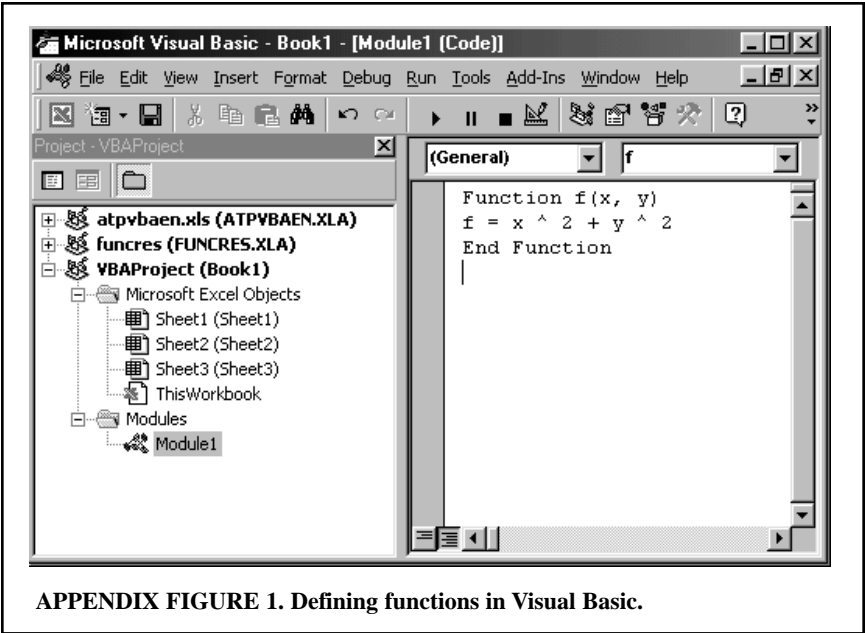 Microsoft Visual Basic - Book1 - [Module1 (Code)]
File Edit View Insert Format Debug Run Tools Add-Ins Window Help
Project - VBAProject
(General)
f
atpvbaen.xls (ATPVBAEN.XLA)
funcres (FUNCRES.XLA)
VBAProject (Book1)
Microsoft Excel Objects
Sheet1 (Sheet1)
Sheet2 (Sheet2)
Sheet3 (Sheet3)
ThisWorkbook
Modules
Module1
Function f(x, y)
f = x ^ 2 + y ^ 2
End Function
APPENDIX FIGURE 1. Defining functions in Visual Basic.